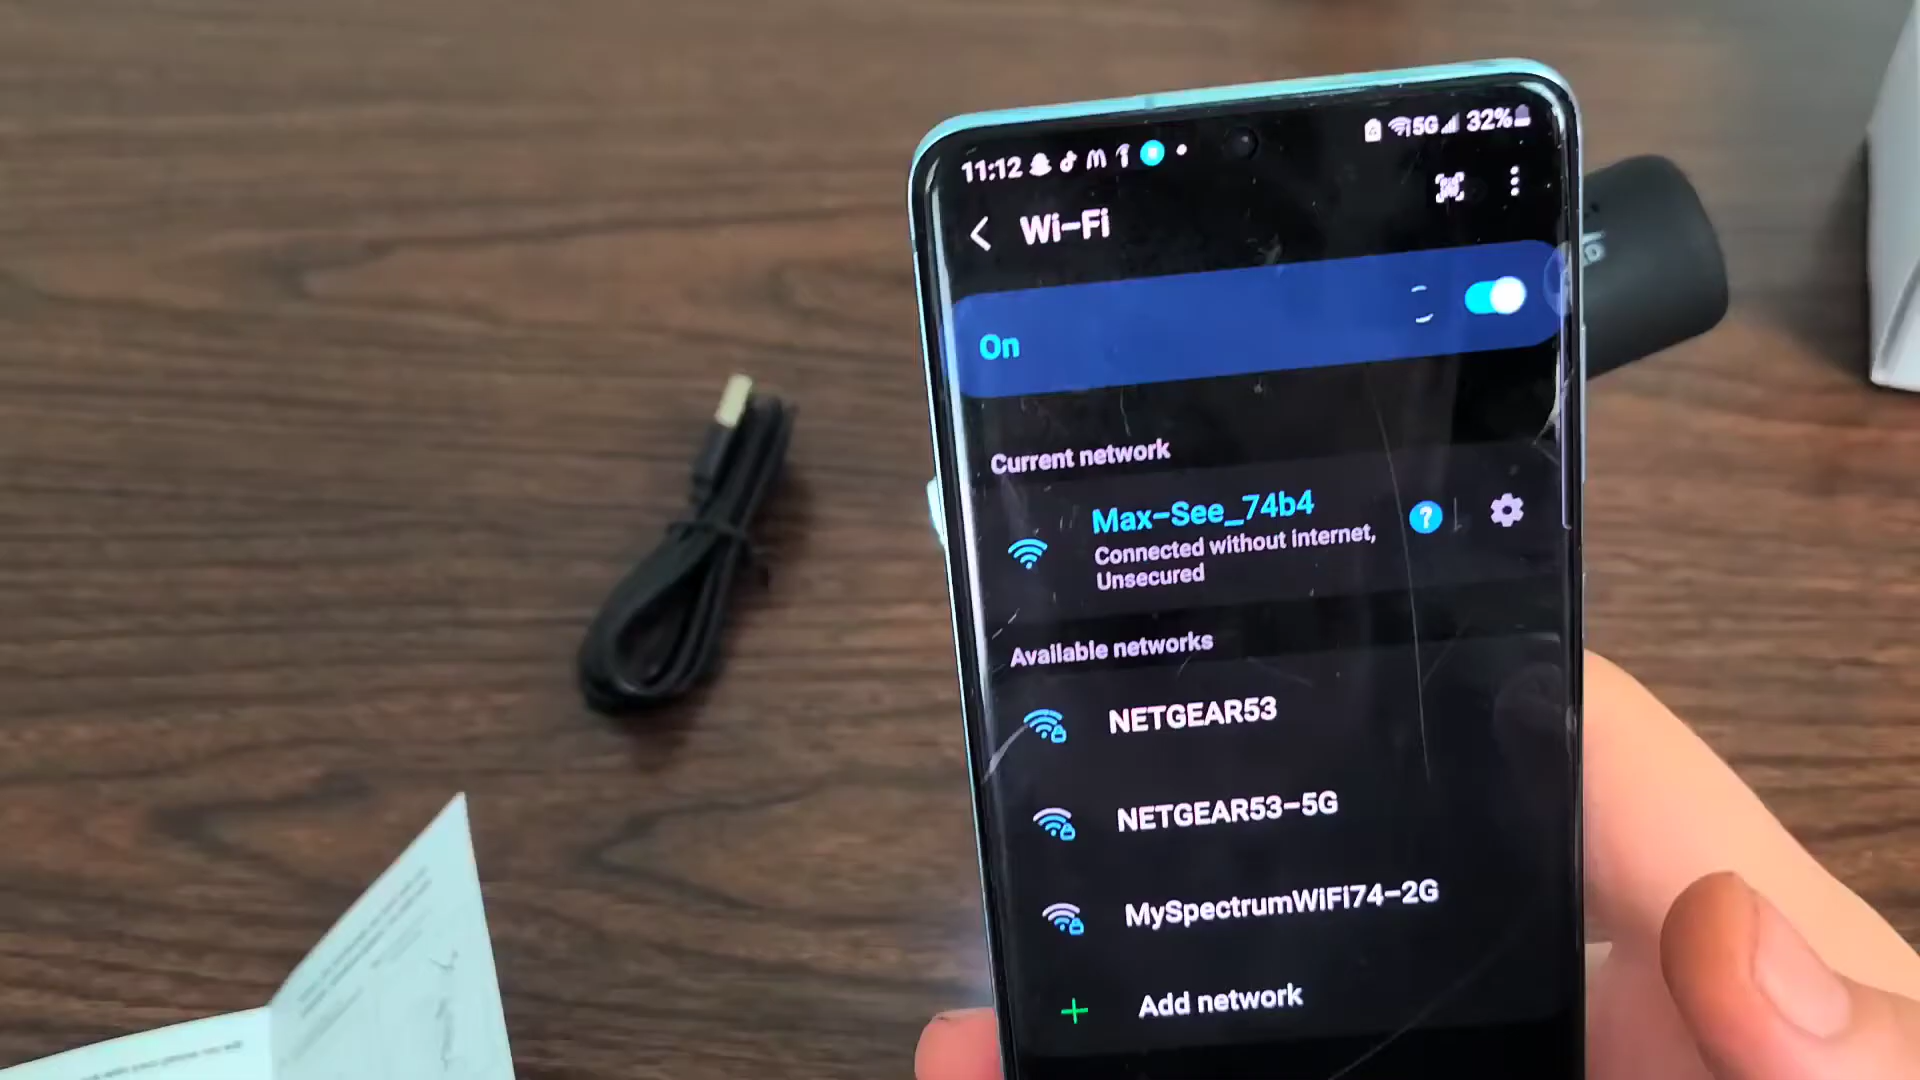 11:12
5G 32%
Wi-Fi
On
Current network
Max-See_74b4
Connected without internet,
Unsecured
Available networks
NETGEAR53
NETGEAR53-5G
MySpectrumWiFi74-2G
Add network